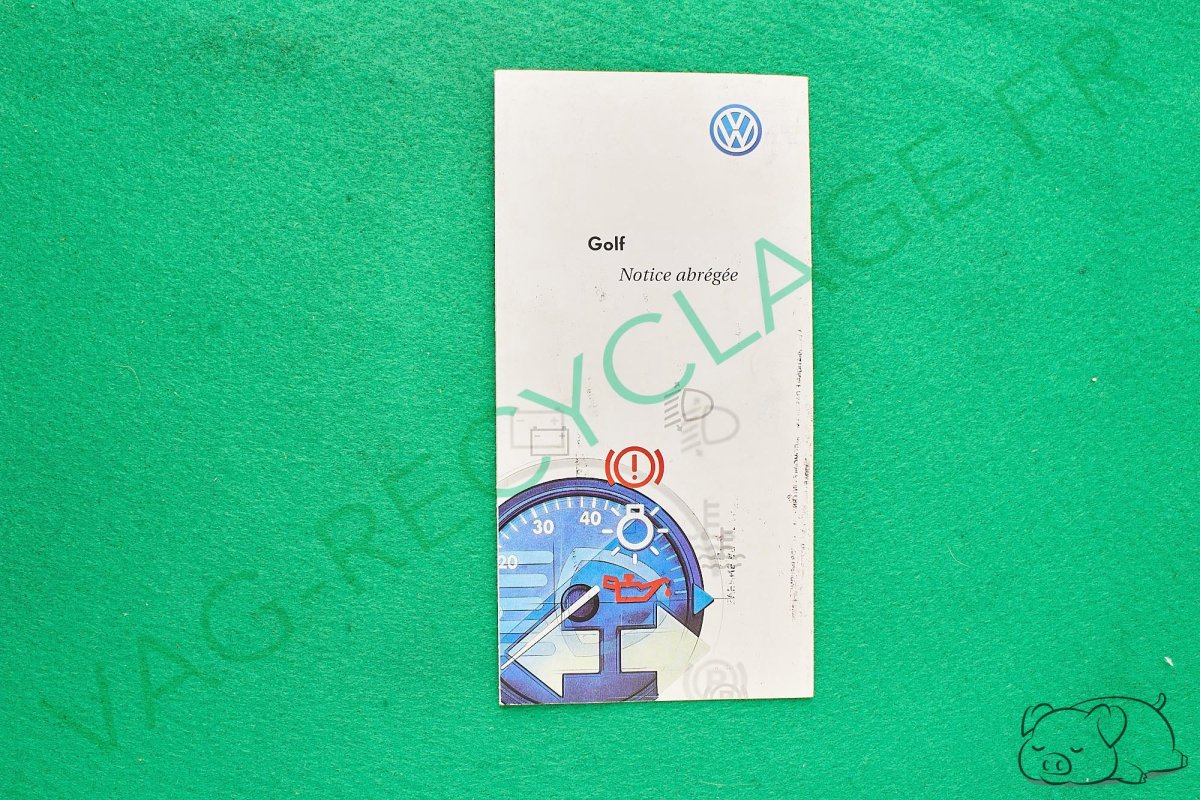 VW
Golf
Notice abrégée
VAG-RECYCLAGE.FR
30
40
20